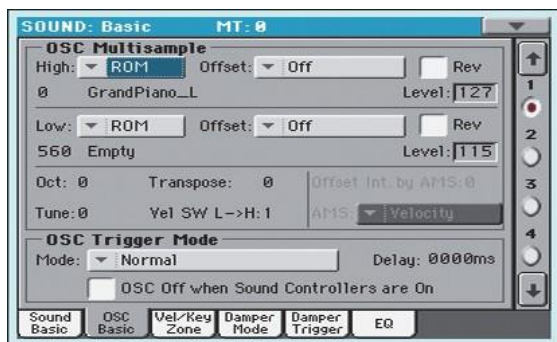 SOUND: Basic MT: 0
OSC Multisample
High: ROM Offset: Off Rev
0 GrandPiano_L Level: 127
Low: ROM Offset: Off Rev
560 Empty Level: 115
Oct: 0 Transpose: 0 Offset Int. by AMS:0
Tune: 0 Vel SW L->H: 1 AMS: Velocity
OSC Trigger Mode
Mode: Normal Delay: 0000ms
OSC Off when Sound Controllers are On
1
2
3
4
Sound Basic
OSC Basic
Vel/Key Zone
Damper Mode
Damper Trigger
EQ